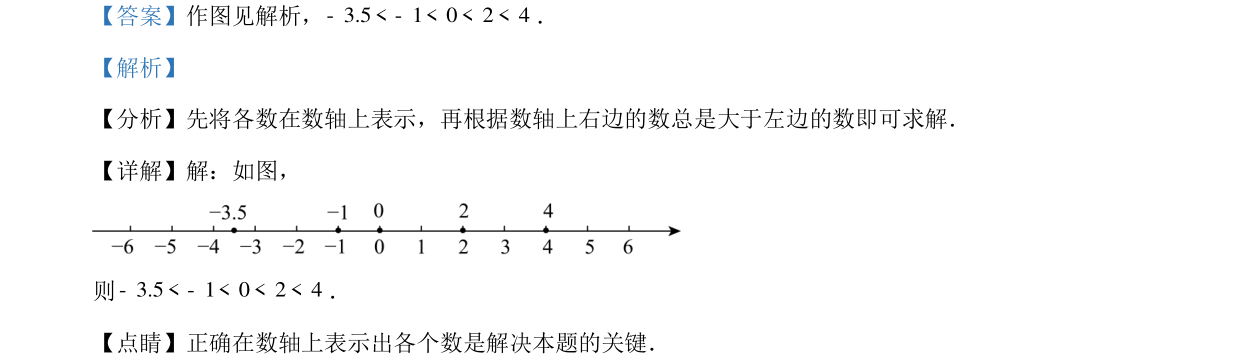 【答案】作图见解析，- 3.5 < - 1 < 0 < 2 < 4．
【解析】
【分析】先将各数在数轴上表示，再根据数轴上右边的数总是大于左边的数即可求解．
【详解】解：如图，
−3.5 −1 0 2 4
−6 −5 −4 −3 −2 −1 0 1 2 3 4 5 6
则- 3.5 < - 1 < 0 < 2 < 4．
【点睛】正确在数轴上表示出各个数是解决本题的关键．